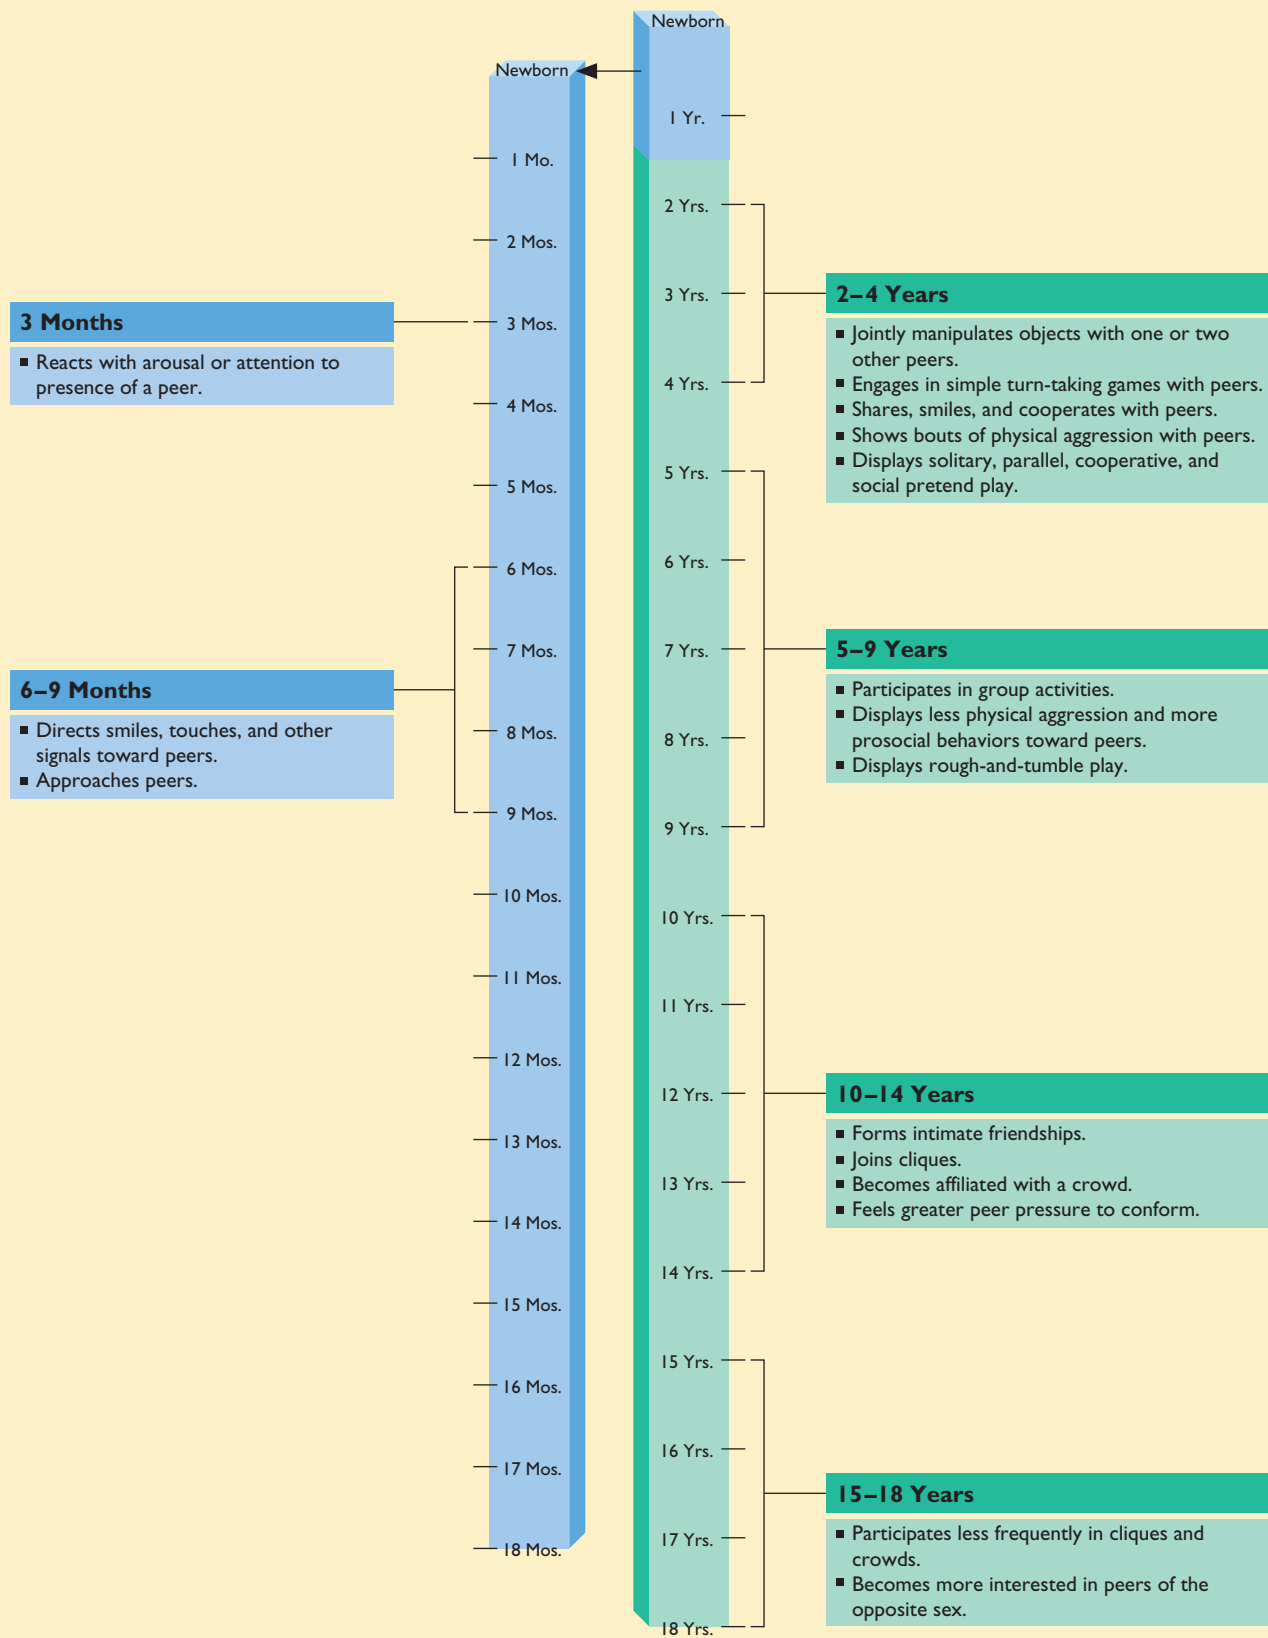 Newborn
1 Mo.
2 Mos.
3 Mos.
4 Mos.
5 Mos.
6 Mos.
7 Mos.
8 Mos.
9 Mos.
10 Mos.
11 Mos.
12 Mos.
13 Mos.
14 Mos.
15 Mos.
16 Mos.
17 Mos.
18 Mos.
3 Months
■ Reacts with arousal or attention to
presence of a peer.
6–9 Months
■ Directs smiles, touches, and other
signals toward peers.
■ Approaches peers.
Newborn
1 Yr.
2 Yrs.
3 Yrs.
4 Yrs.
5 Yrs.
6 Yrs.
7 Yrs.
8 Yrs.
9 Yrs.
10 Yrs.
11 Yrs.
12 Yrs.
13 Yrs.
14 Yrs.
15 Yrs.
16 Yrs.
17 Yrs.
18 Yrs.
2–4 Years
■ Jointly manipulates objects with one or two
other peers.
■ Engages in simple turn-taking games with peers.
■ Shares, smiles, and cooperates with peers.
■ Shows bouts of physical aggression with peers.
■ Displays solitary, parallel, cooperative, and
social pretend play.
5–9 Years
■ Participates in group activities.
■ Displays less physical aggression and more
prosocial behaviors toward peers.
■ Displays rough-and-tumble play.
10–14 Years
■ Forms intimate friendships.
■ Joins cliques.
■ Becomes affiliated with a crowd.
■ Feels greater peer pressure to conform.
15–18 Years
■ Participates less frequently in cliques and
crowds.
■ Becomes more interested in peers of the
opposite sex.